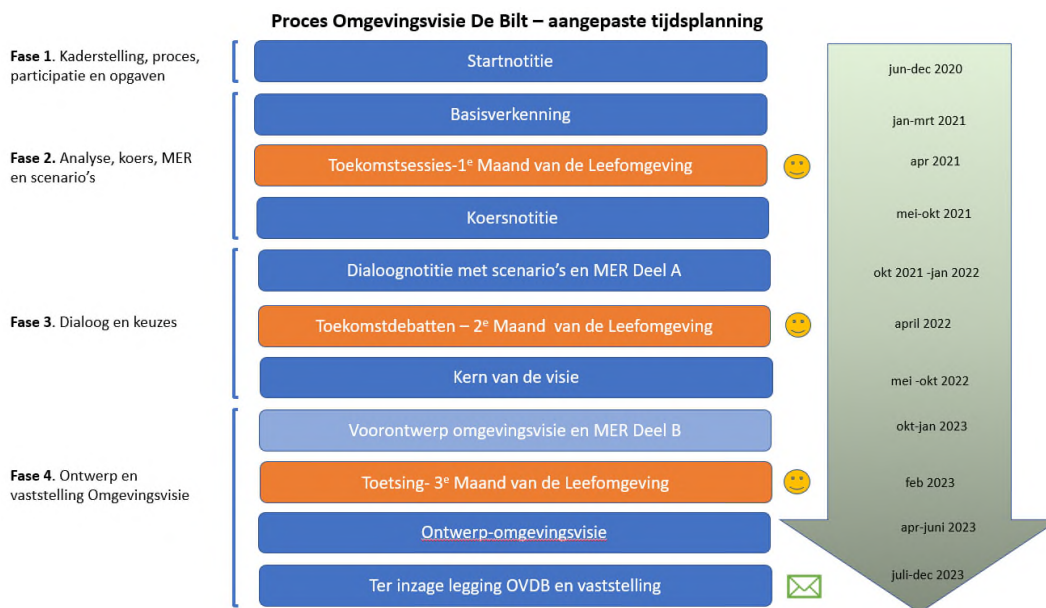 Proces Omgevingsvisie De Bilt – aangepaste tijdsplanning
Fase 1. Kaderstelling, proces,
participatie en opgaven
Startnotitie
jun-dec 2020
Fase 2. Analyse, koers, MER
en scenario's
Basisverkenning
jan-mrt 2021
Toekomstsessies-1e Maand van de Leefomgeving
apr 2021
Koersnotitie
mei-okt 2021
Fase 3. Dialoog en keuzes
Dialoognotitie met scenario's en MER Deel A
okt 2021 -jan 2022
Toekomstdebatten – 2e Maand van de Leefomgeving
april 2022
Kern van de visie
mei -okt 2022
Fase 4. Ontwerp en
vaststelling Omgevingsvisie
Voorontwerp omgevingsvisie en MER Deel B
okt-jan 2023
Toetsing- 3e Maand van de Leefomgeving
feb 2023
Ontwerp-omgevingsvisie
apr-juni 2023
Ter inzage legging OVDB en vaststelling
juli-dec 2023